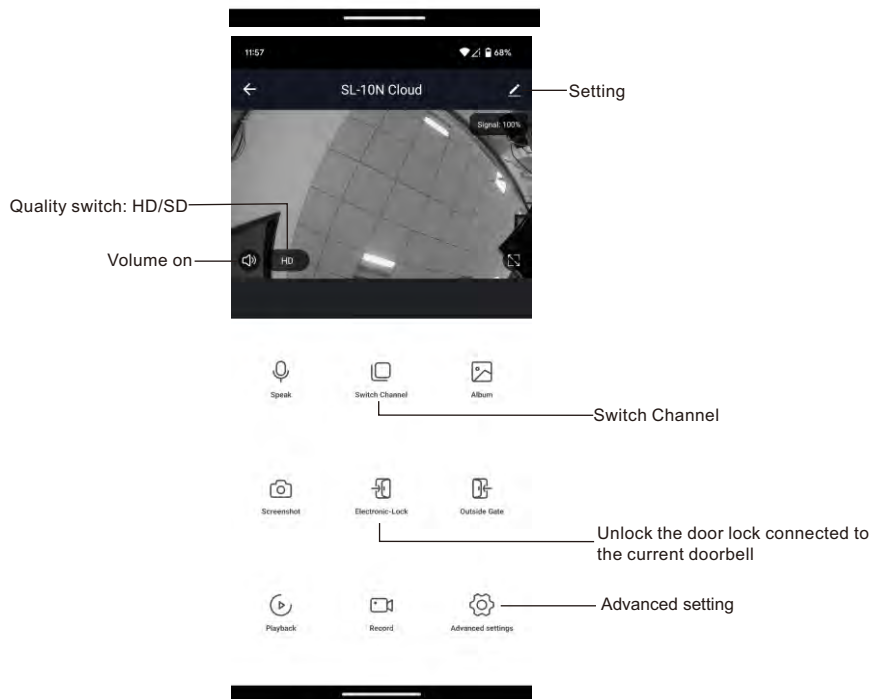 11:57
68%
SL-10N Cloud
Setting
Signal: 100%
Quality switch: HD/SD
Volume on
HD
Speak
Switch Channel
Album
Switch Channel
Screenshot
Electronic-Lock
Outside Gate
Unlock the door lock connected to
the current doorbell
Playback
Record
Advanced settings
Advanced setting